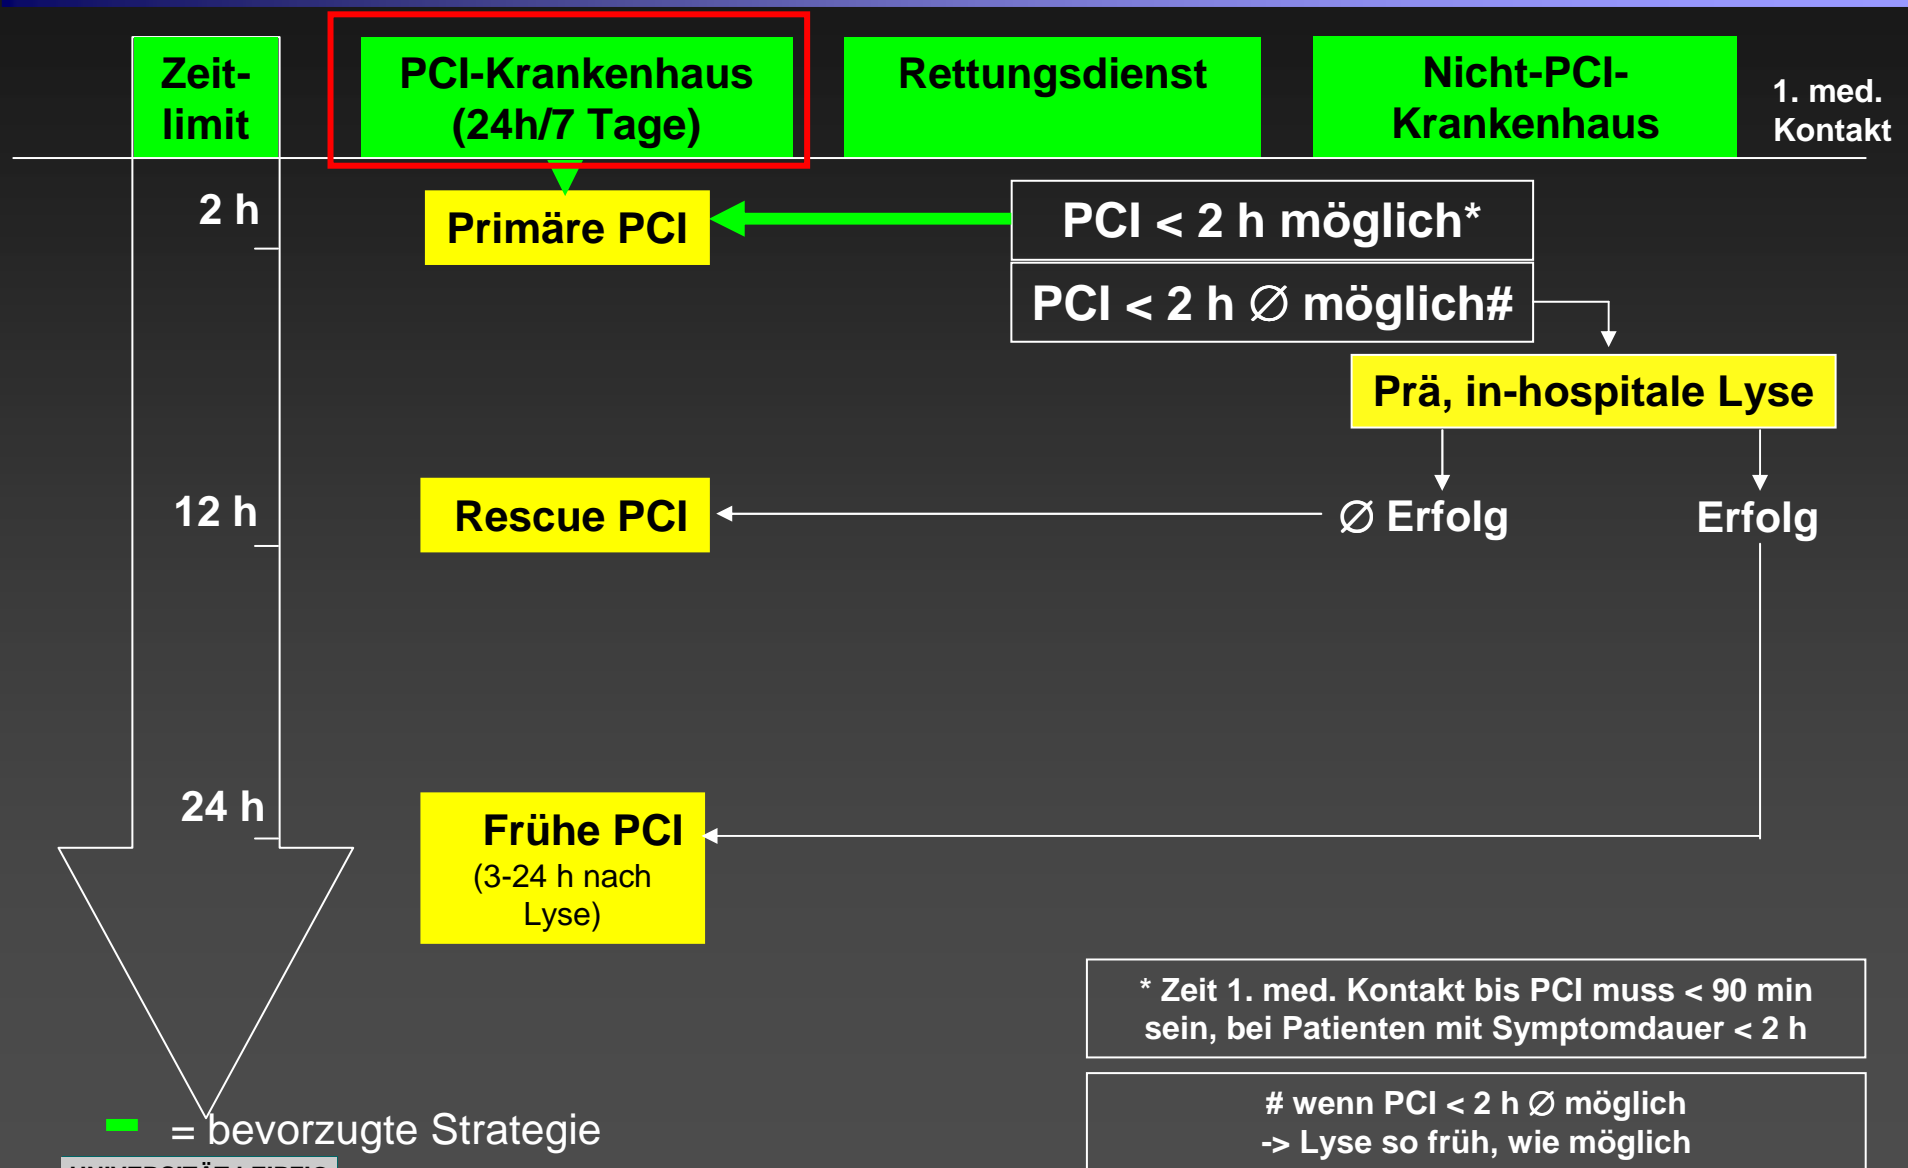 Zeit-
limit
PCI-Krankenhaus
(24h/7 Tage)
Rettungsdienst
Nicht-PCI-
Krankenhaus
1. med.
Kontakt
2 h
Primäre PCI
PCI < 2 h möglich*
PCI < 2 h ∅ möglich#
Prä, in-hospitale Lyse
12 h
Rescue PCI
∅ Erfolg
Erfolg
24 h
Frühe PCI
(3-24 h nach
Lyse)
* Zeit 1. med. Kontakt bis PCI muss < 90 min
sein, bei Patienten mit Symptomdauer < 2 h
# wenn PCI < 2 h ∅ möglich
-> Lyse so früh, wie möglich
= bevorzugte Strategie
UNIVERSITÄT LEIPZIG